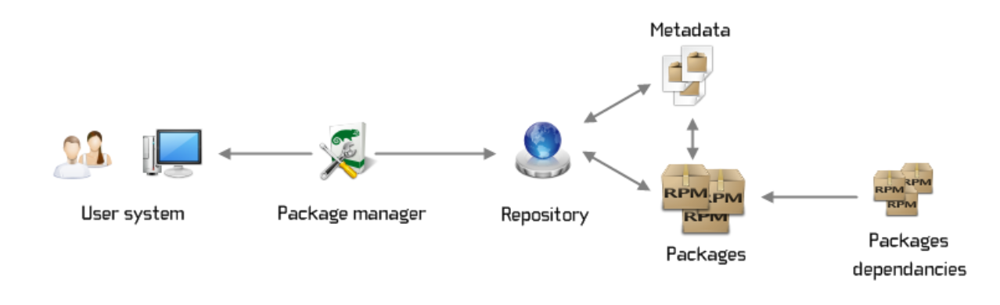 Metadata
User system
Package manager
Repository
RPM
RPM
RPM
Packages
RPM
RPM
RPM
Packages
dependancies